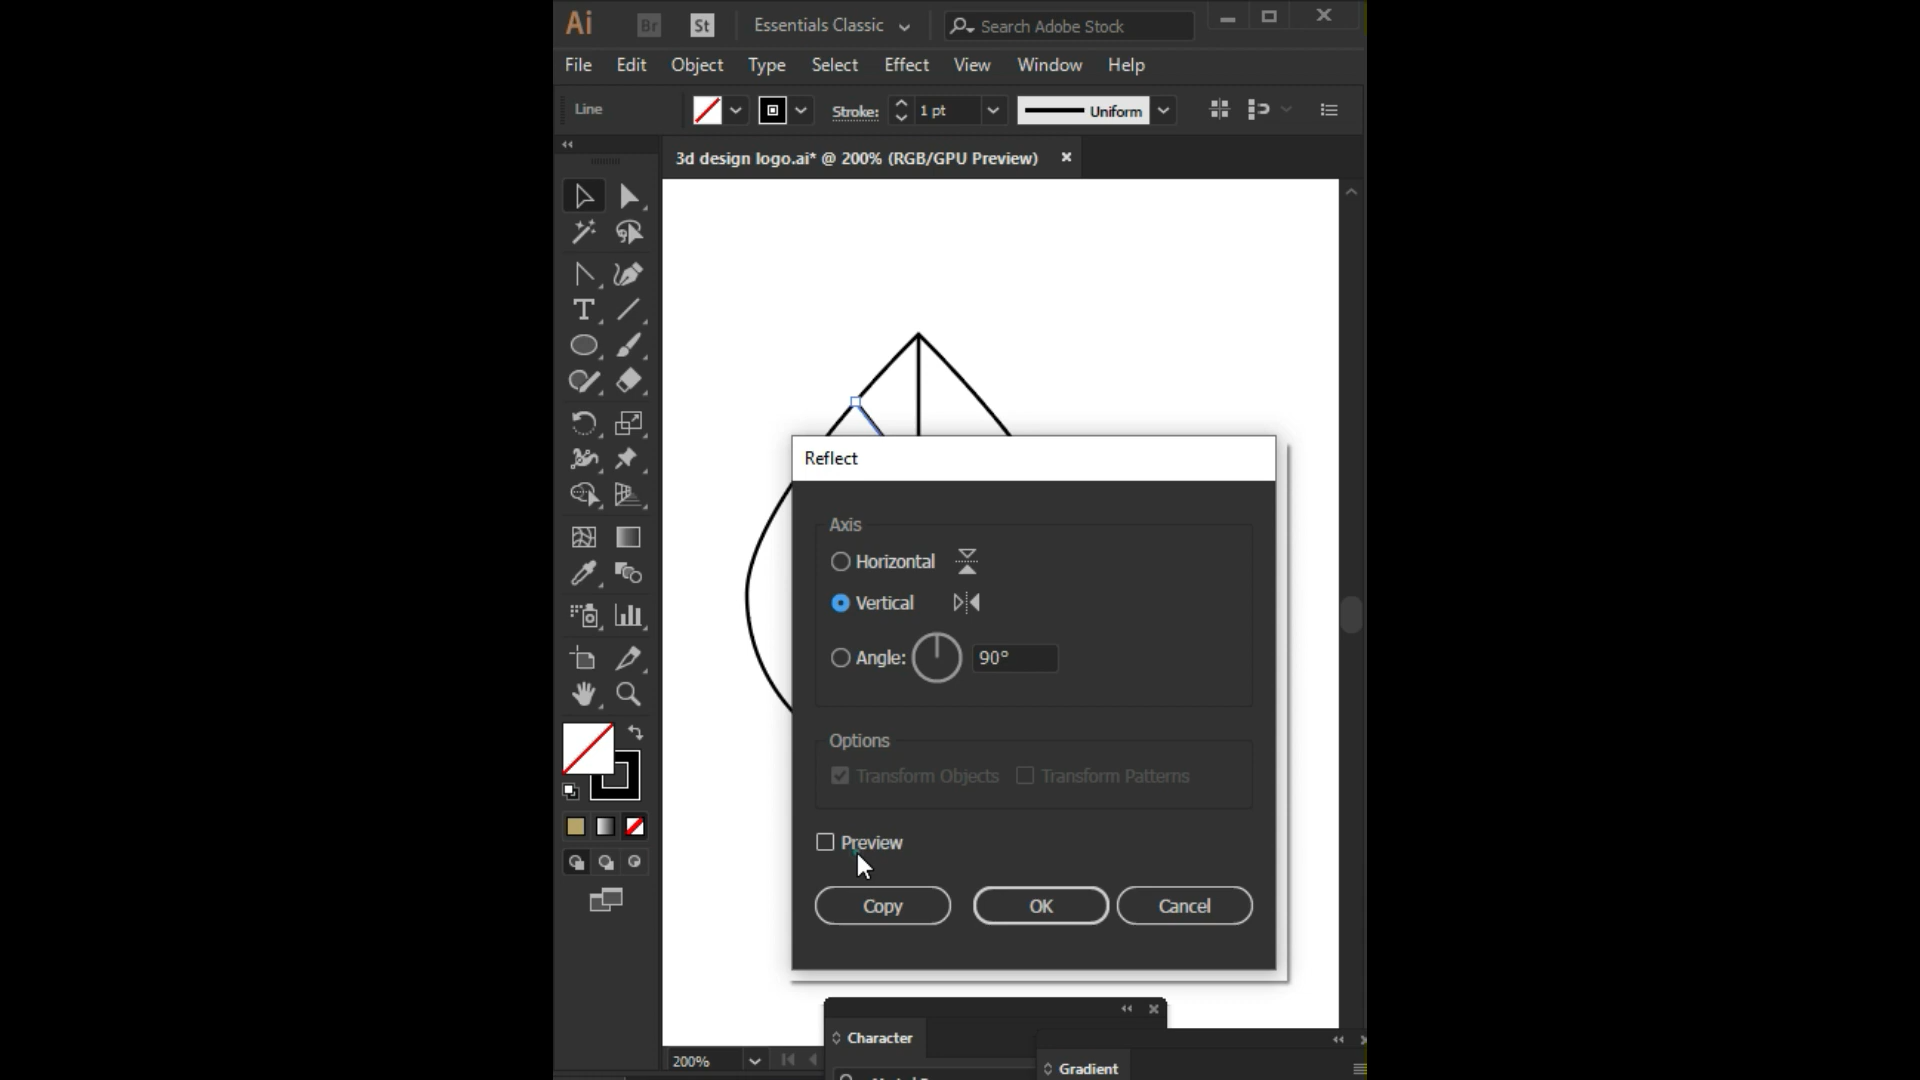 Ai Br St Essentials Classic Search Adobe Stock
File Edit Object Type Select Effect View Window Help
Line Stroke: 1 pt Uniform
3d design logo.ai* @ 200% (RGB/GPU Preview)
Reflect
Axis
Horizontal
Vertical
Angle: 90°
Options
Transform Objects Transform Patterns
Preview
Copy OK Cancel
Character
200%
Gradient